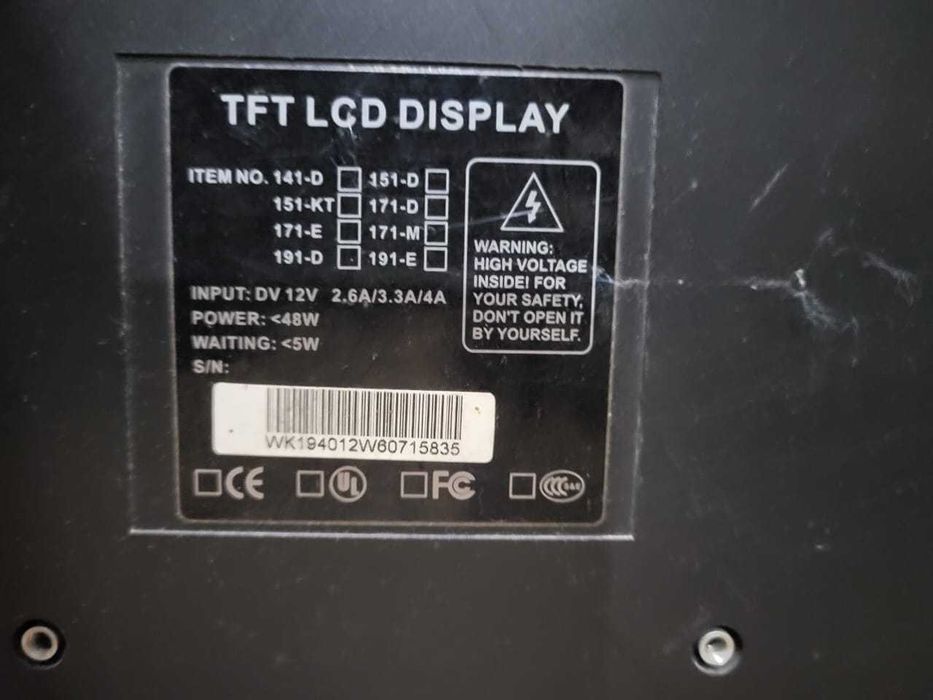 TFT LCD DISPLAY
ITEM NO. 141-D 151-D
151-KT 171-D
171-E 171-M
191-D 191-E
WARNING:
HIGH VOLTAGE
INSIDE! FOR
YOUR SAFETY,
DON'T OPEN IT
BY YOURSELF.
INPUT: DV 12V 2.6A/3.3A/4A
POWER: <48W
WAITING: <5W
S/N:
WK194012W60715835
CE UL FC CCC S&E